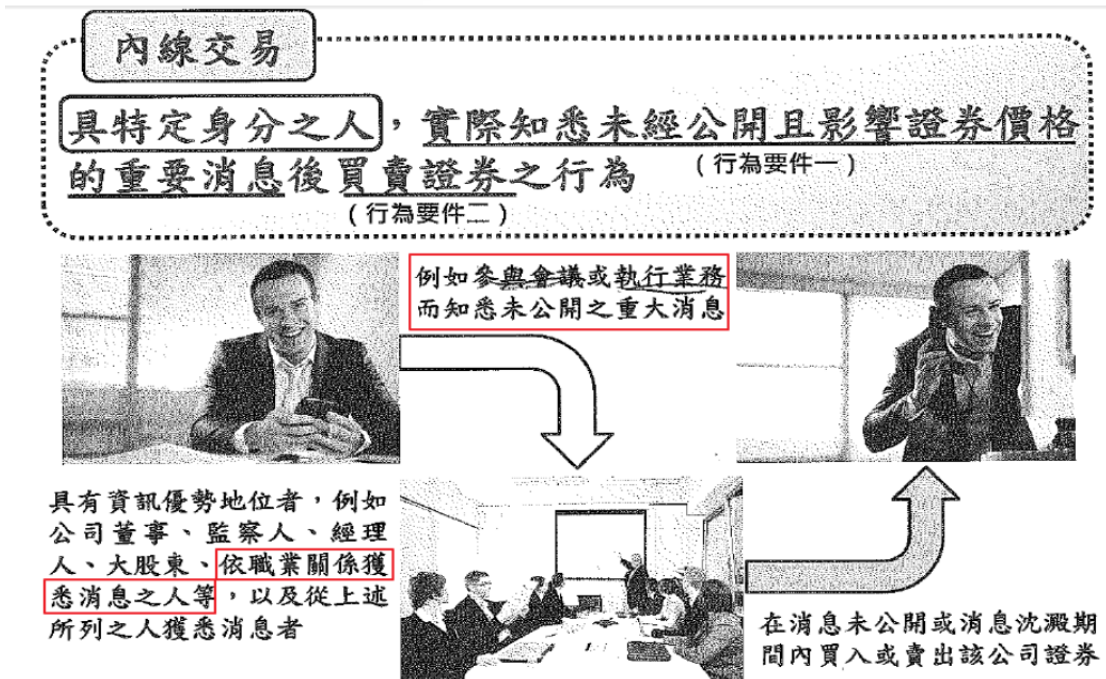 內線交易
具特定身分之人，實際知悉未經公開且影響證券價格
（行為要件一）
的重要消息後買賣證券之行為
（行為要件二）
例如參與會議或執行業務
而知悉未公開之重大消息
具有資訊優勢地位者，例如
公司董事、監察人、經理
人、大股東、依職業關係獲
悉消息之人等，以及從上述
所列之人獲悉消息者
在消息未公開或消息沈澱期
間內買入或賣出該公司證券